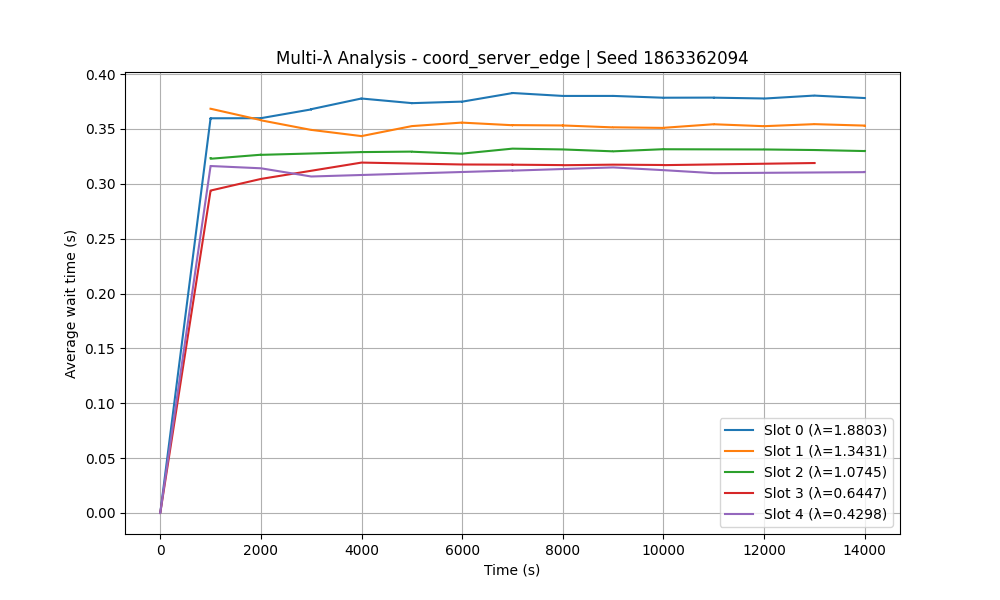 Multi-λ Analysis - coord_server_edge | Seed 1863362094
Average wait time (s)
0.40
0.35
0.30
0.25
0.20
0.15
0.10
0.05
0.00
Slot 0 (λ=1.8803)
Slot 1 (λ=1.3431)
Slot 2 (λ=1.0745)
Slot 3 (λ=0.6447)
Slot 4 (λ=0.4298)
0 2000 4000 6000 8000 10000 12000 14000
Time (s)